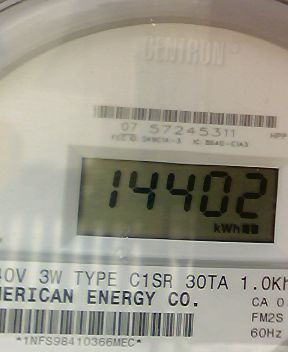 CENTRON
07 57245311
14402
kWh
40V 3W TYPE C1SR 30TA 1.0Kh
MERICAN ENERGY CO.
CA 0
FM2S
60Hz
*1NFS98410366MEC*